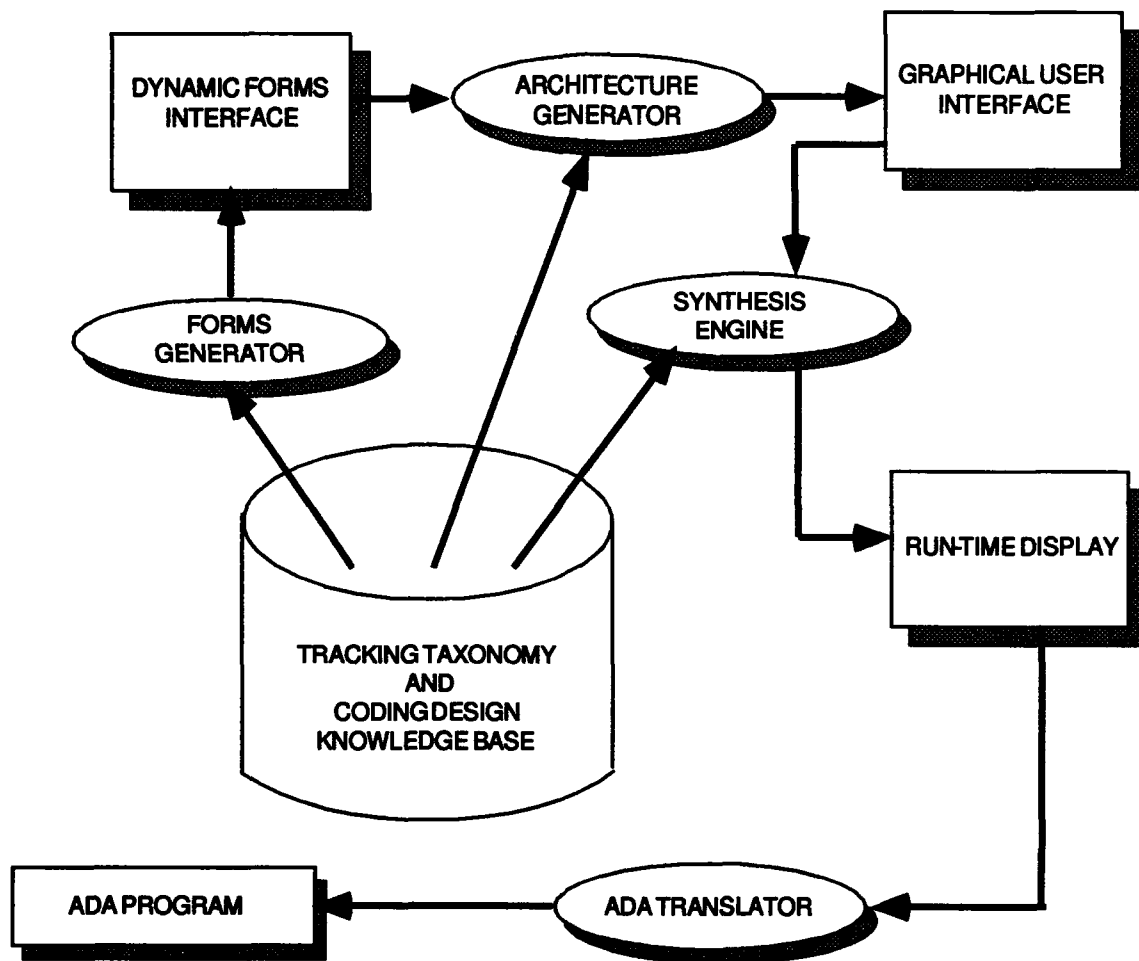 DYNAMIC FORMS
INTERFACE
ARCHITECTURE
GENERATOR
GRAPHICAL USER
INTERFACE
FORMS
GENERATOR
SYNTHESIS
ENGINE
RUN-TIME DISPLAY
TRACKING TAXONOMY
AND
CODING DESIGN
KNOWLEDGE BASE
ADA PROGRAM
ADA TRANSLATOR